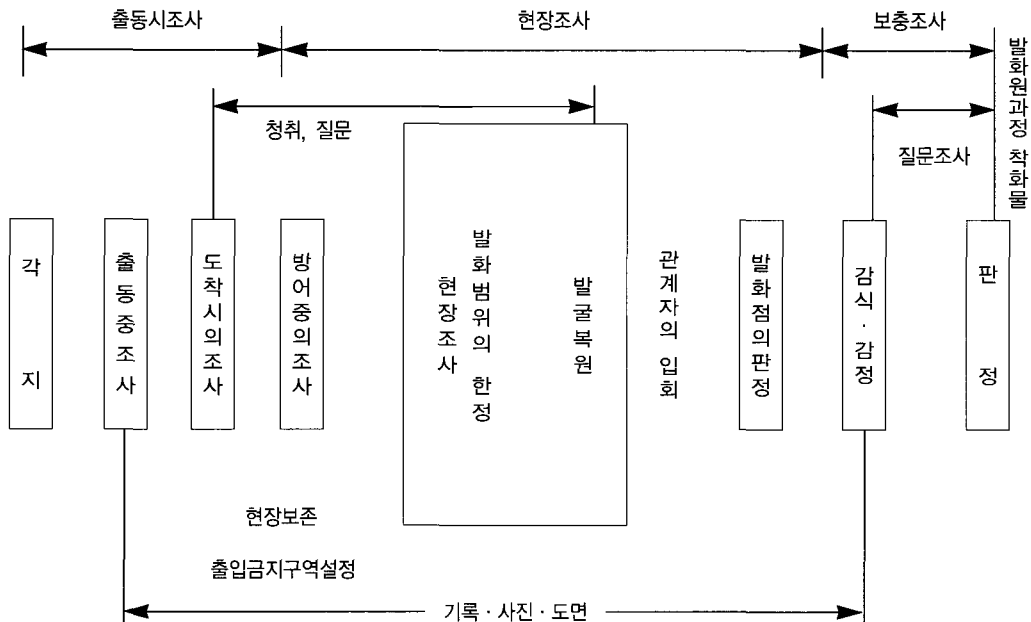 출동시조사
현장조사
보충조사
청취, 질문
질문조사
발화원과정 착화물
각 지
출동중조사
도착시의조사
방어중의조사
현장조사
발화범위의 한정
발굴복원
관계자의 입회
발화점의판정
감식·감정
판 정
현장보존
출입금지구역설정
기록·사진·도면